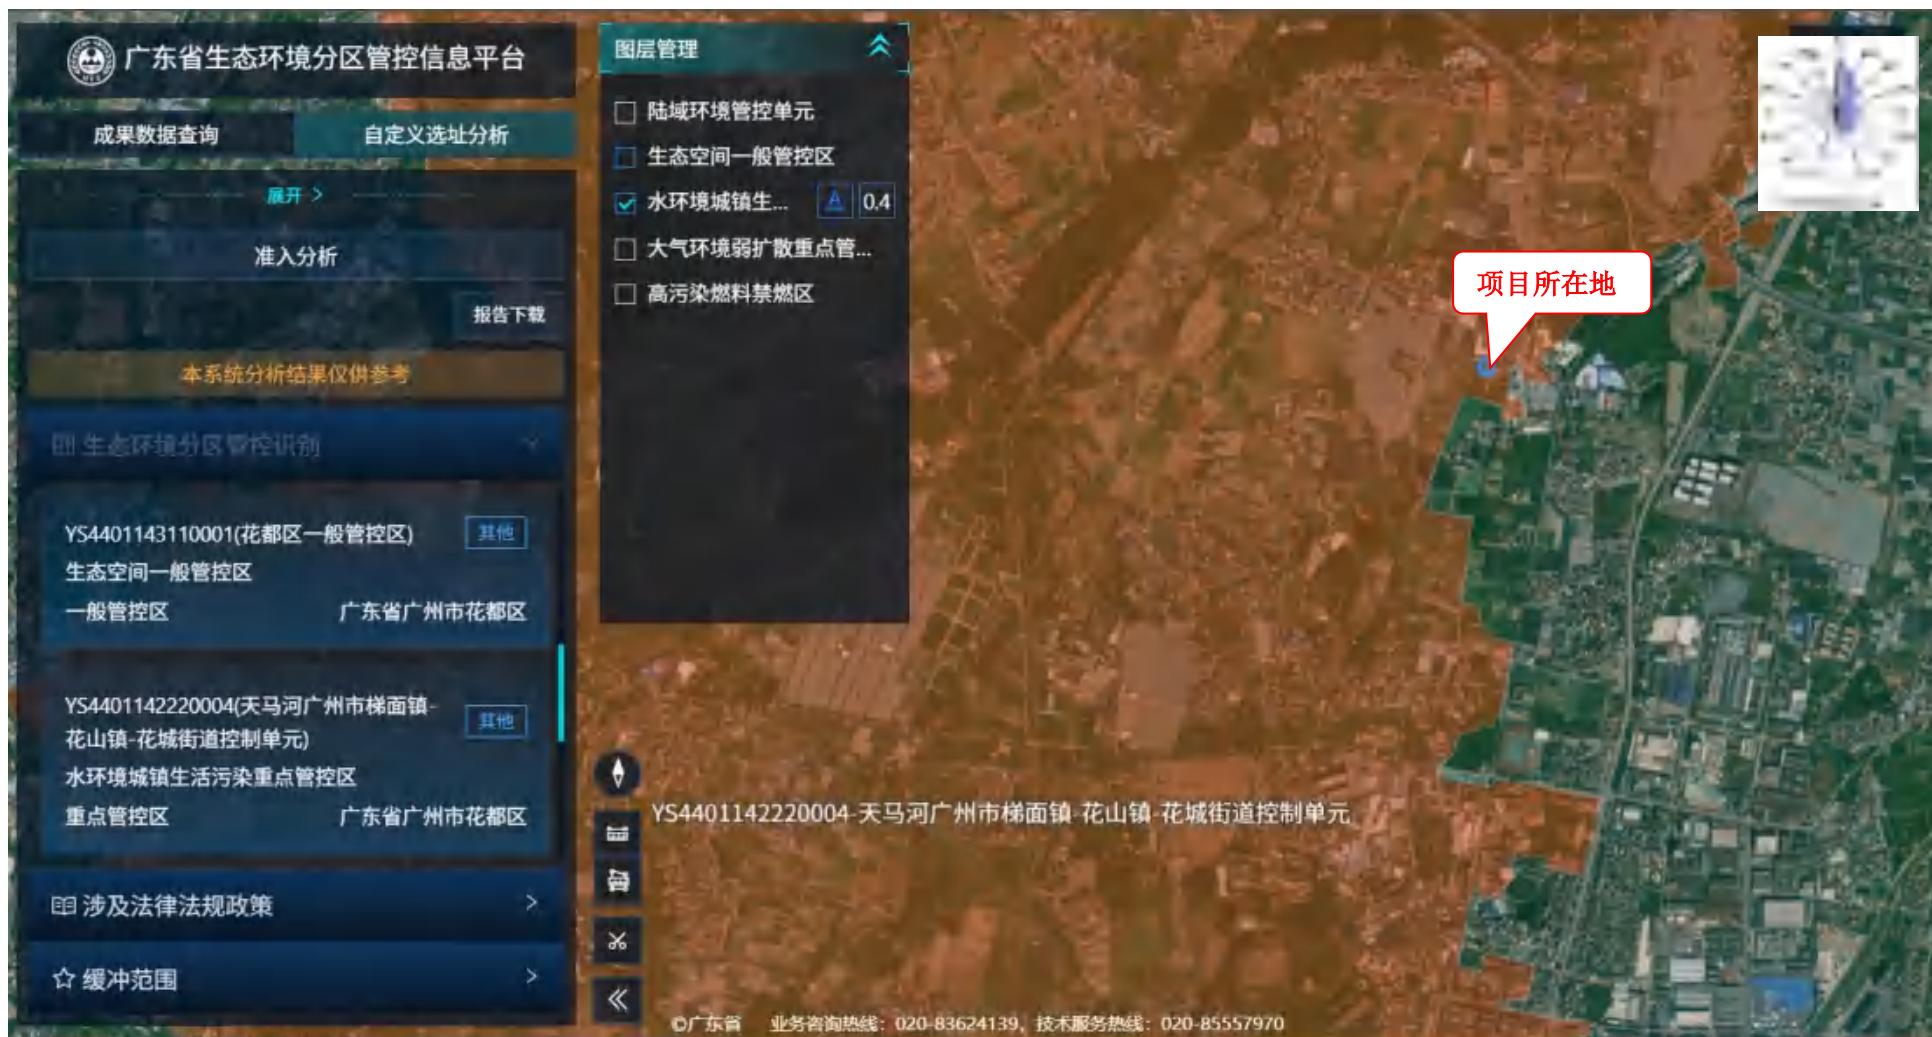 广东省生态环境分区管控信息平台
成果数据查询
自定义选址分析
展开 >
准入分析
报告下载
本系统分析结果仅供参考
生态环境分区管控识别
YS4401143110001(花都区一般管控区)
其他
生态空间一般管控区
一般管控区
广东省广州市花都区
YS4401142220004(天马河广州市梯面镇-
花山镇-花城街道控制单元)
其他
水环境城镇生活污染重点管控区
重点管控区
广东省广州市花都区
涉及法律法规政策
缓冲范围
图层管理
陆域环境管控单元
生态空间一般管控区
水环境城镇生...
A
0.4
大气环境弱扩散重点管...
高污染燃料禁燃区
项目所在地
YS4401142220004-天马河广州市梯面镇-花山镇-花城街道控制单元
©广东省 业务咨询热线：020-83624139，技术服务热线：020-85557970